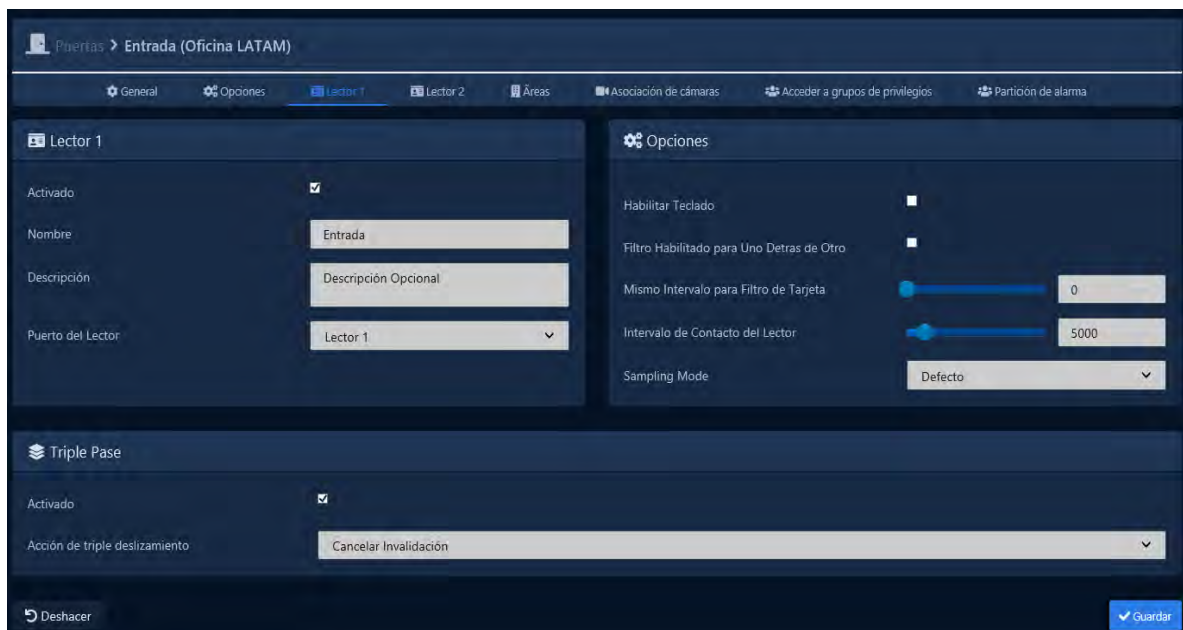 Puertas > Entrada (Oficina LATAM)
General Opciones Lector 1 Lector 2 Áreas Asociación de cámaras Acceder a grupos de privilegios Partición de alarma
Lector 1
Activado
Nombre Entrada
Descripción Descripción Opcional
Puerto del Lector Lector 1
Opciones
Habilitar Teclado
Filtro Habilitado para Uno Detras de Otro
Mismo Intervalo para Filtro de Tarjeta 0
Intervalo de Contacto del Lector 5000
Sampling Mode Defecto
Triple Pase
Activado
Acción de triple deslizamiento Cancelar Invalidación
Deshacer Guardar